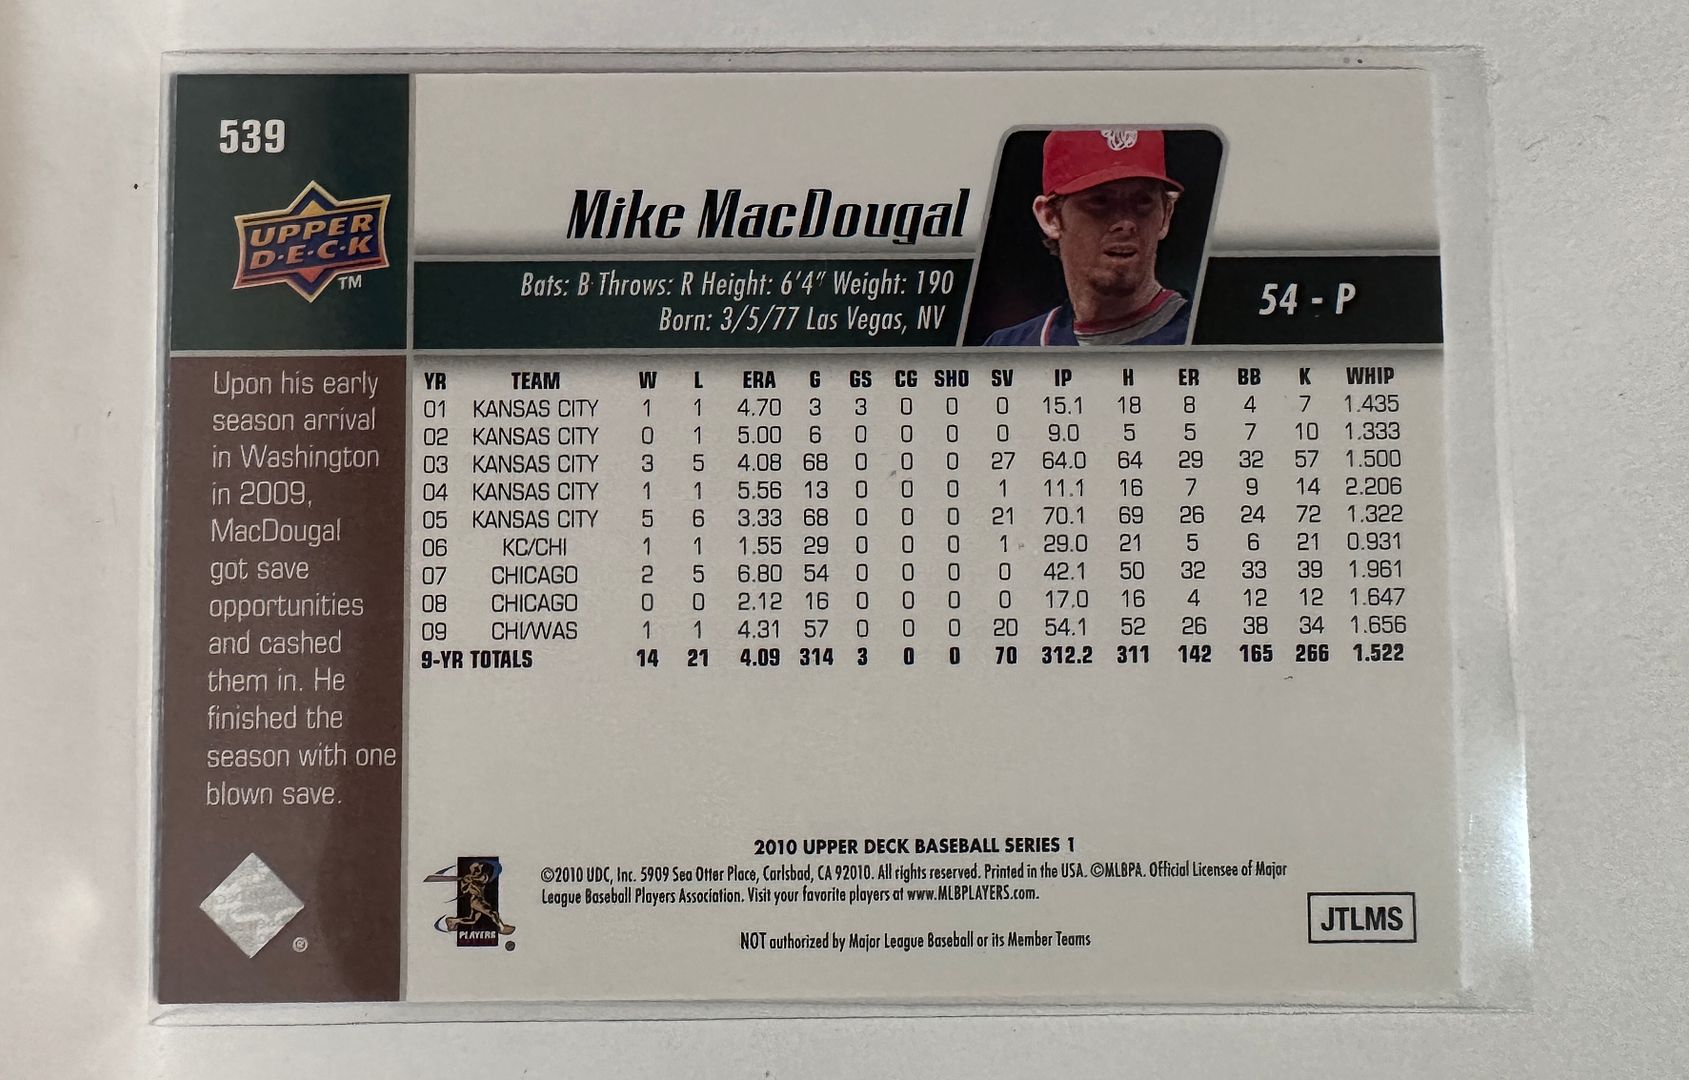 539
UPPER
D·E·C·K
TM
Mike MacDougal
Bats: B Throws: R Height: 6'4" Weight: 190
Born: 3/5/77 Las Vegas, NV
54 - P
Upon his early
season arrival
in Washington
in 2009,
MacDougal
got save
opportunities
and cashed
them in. He
finished the
season with one
blown save.
YR TEAM W L ERA G GS CG SHO SV IP H ER BB K WHIP
01 KANSAS CITY 1 1 4.70 3 3 0 0 0 15.1 18 8 4 7 1.435
02 KANSAS CITY 0 1 5.00 6 0 0 0 0 9.0 5 5 7 10 1.333
03 KANSAS CITY 3 5 4.08 68 0 0 0 27 64.0 64 29 32 57 1.500
04 KANSAS CITY 1 1 5.56 13 0 0 0 1 11.1 16 7 9 14 2.206
05 KANSAS CITY 5 6 3.33 68 0 0 0 21 70.1 69 26 24 72 1.322
06 KC/CHI 1 1 1.55 29 0 0 0 1 29.0 21 5 6 21 0.931
07 CHICAGO 2 5 6.80 54 0 0 0 0 42.1 50 32 33 39 1.961
08 CHICAGO 0 0 2.12 16 0 0 0 0 17.0 16 4 12 12 1.647
09 CHI/WAS 1 1 4.31 57 0 0 0 20 54.1 52 26 38 34 1.656
9-YR TOTALS 14 21 4.09 314 3 0 0 70 312.2 311 142 165 266 1.522
2010 UPPER DECK BASEBALL SERIES 1
©2010 UDC, Inc. 5909 Sea Otter Place, Carlsbad, CA 92010. All rights reserved. Printed in the USA. ©MLBPA. Official Licensee of Major
League Baseball Players Association. Visit your favorite players at www.MLBPLAYERS.com.
NOT authorized by Major League Baseball or its Member Teams
PLAYERS
®
JTLMS